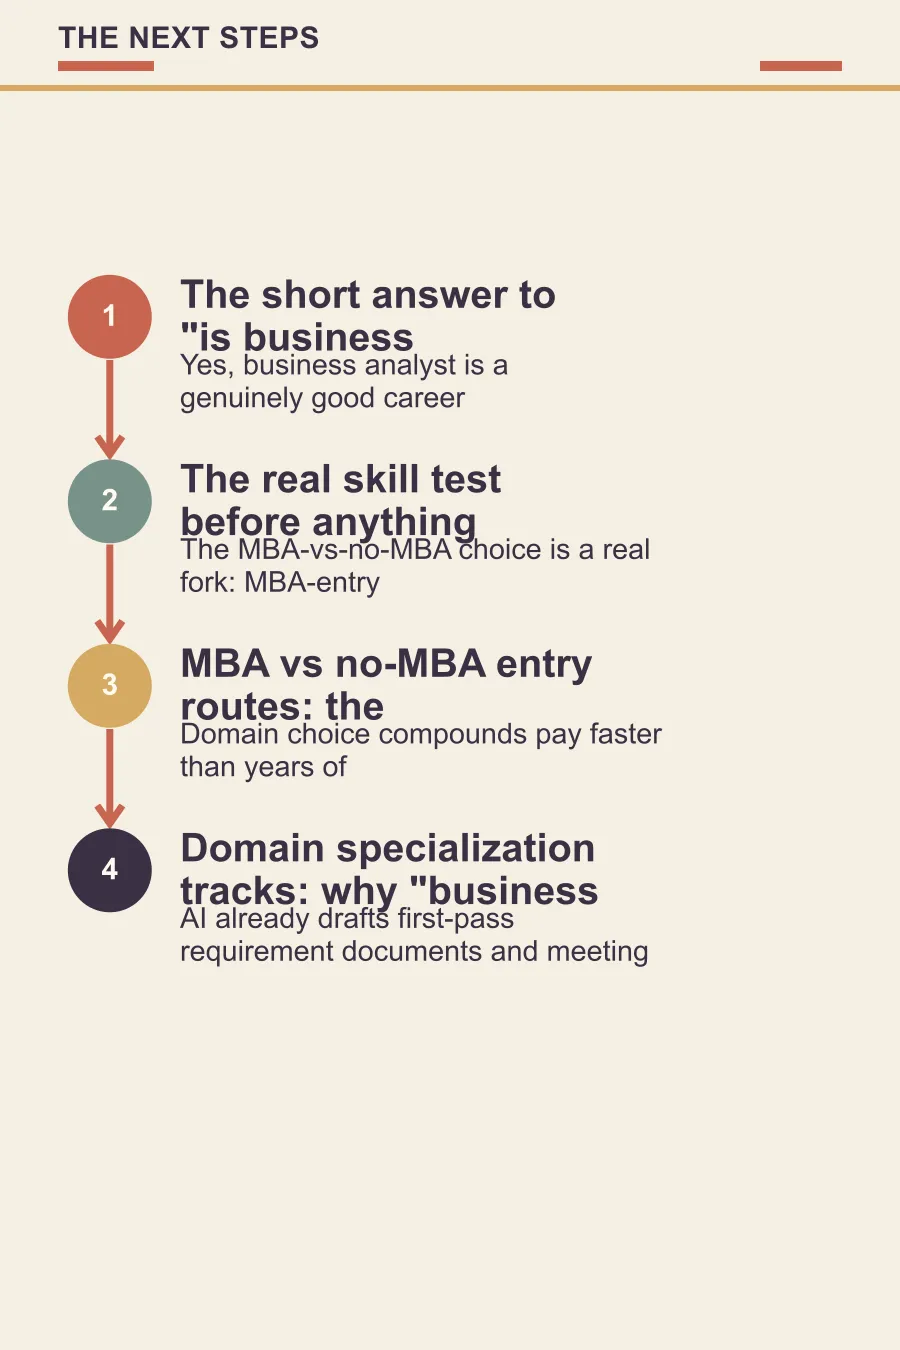 THE NEXT STEPS
1
The short answer to
"is business
Yes, business analyst is a
genuinely good career
2
The real skill test
before anything
The MBA-vs-no-MBA choice is a real
fork: MBA-entry
3
MBA vs no-MBA entry
routes: the
Domain choice compounds pay faster
than years of
4
Domain specialization
tracks: why "business
AI already drafts first-pass
requirement documents and meeting